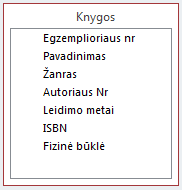 Knygos
Egzemplioriaus nr
Pavadinimas
Žanras
Autoriaus Nr
Leidimo metai
ISBN
Fizinė būklė